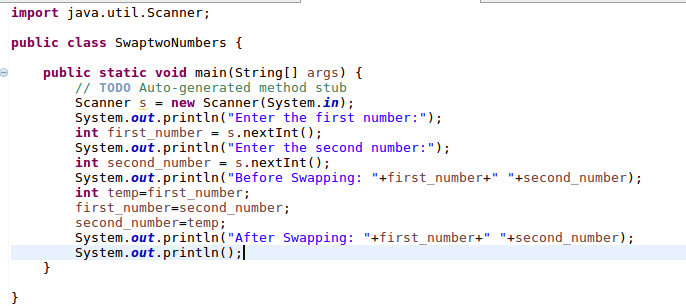 import java.util.Scanner;
public class SwaptwoNumbers {
public static void main(String[] args) {
// TODO Auto-generated method stub
Scanner s = new Scanner(System.in);
System.out.println("Enter the first number:");
int first_number = s.nextInt();
System.out.println("Enter the second number:");
int second_number = s.nextInt();
System.out.println("Before Swapping: "+first_number+" "+second_number);
int temp=first_number;
first_number=second_number;
second_number=temp;
System.out.println("After Swapping: "+first_number+" "+second_number);
System.out.println();
}
}